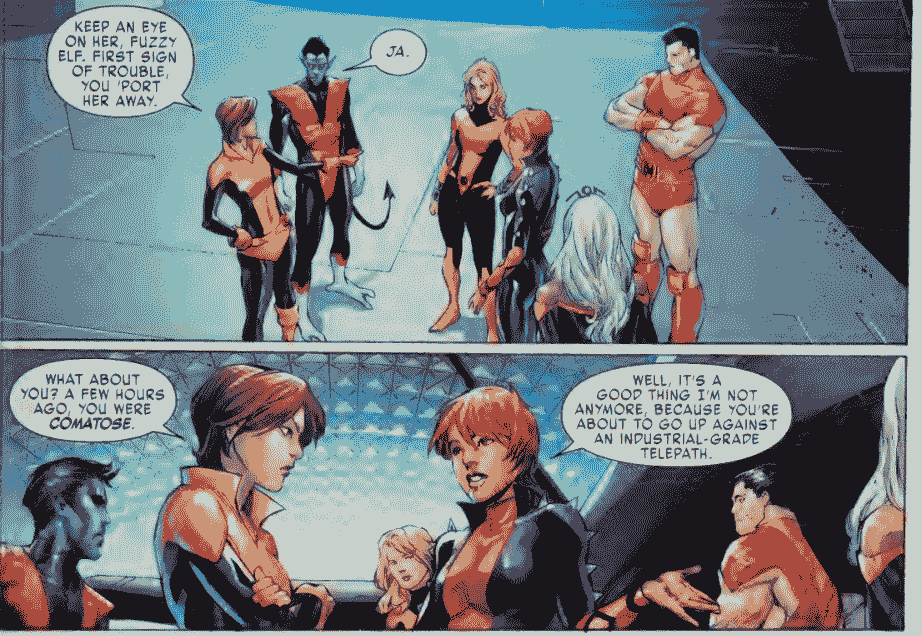 KEEP AN EYE
ON HER, FUZZY
ELF. FIRST SIGN
OF TROUBLE,
YOU 'PORT
HER AWAY.
JA.
WHAT ABOUT
YOU? A FEW HOURS
AGO, YOU WERE
COMATOSE.
WELL, IT'S A
GOOD THING I'M NOT
ANYMORE, BECAUSE YOU'RE
ABOUT TO GO UP AGAINST
AN INDUSTRIAL-GRADE
TELEPATH.